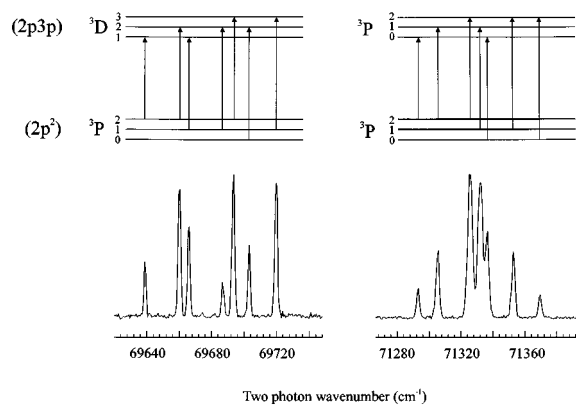 (2p3p) ³D 3 2 1
³P 2 1 0
(2p²) ³P 2 1 0
³P 2 1 0
69640 69680 69720
71280 71320 71360
Two photon wavenumber (cm⁻¹)